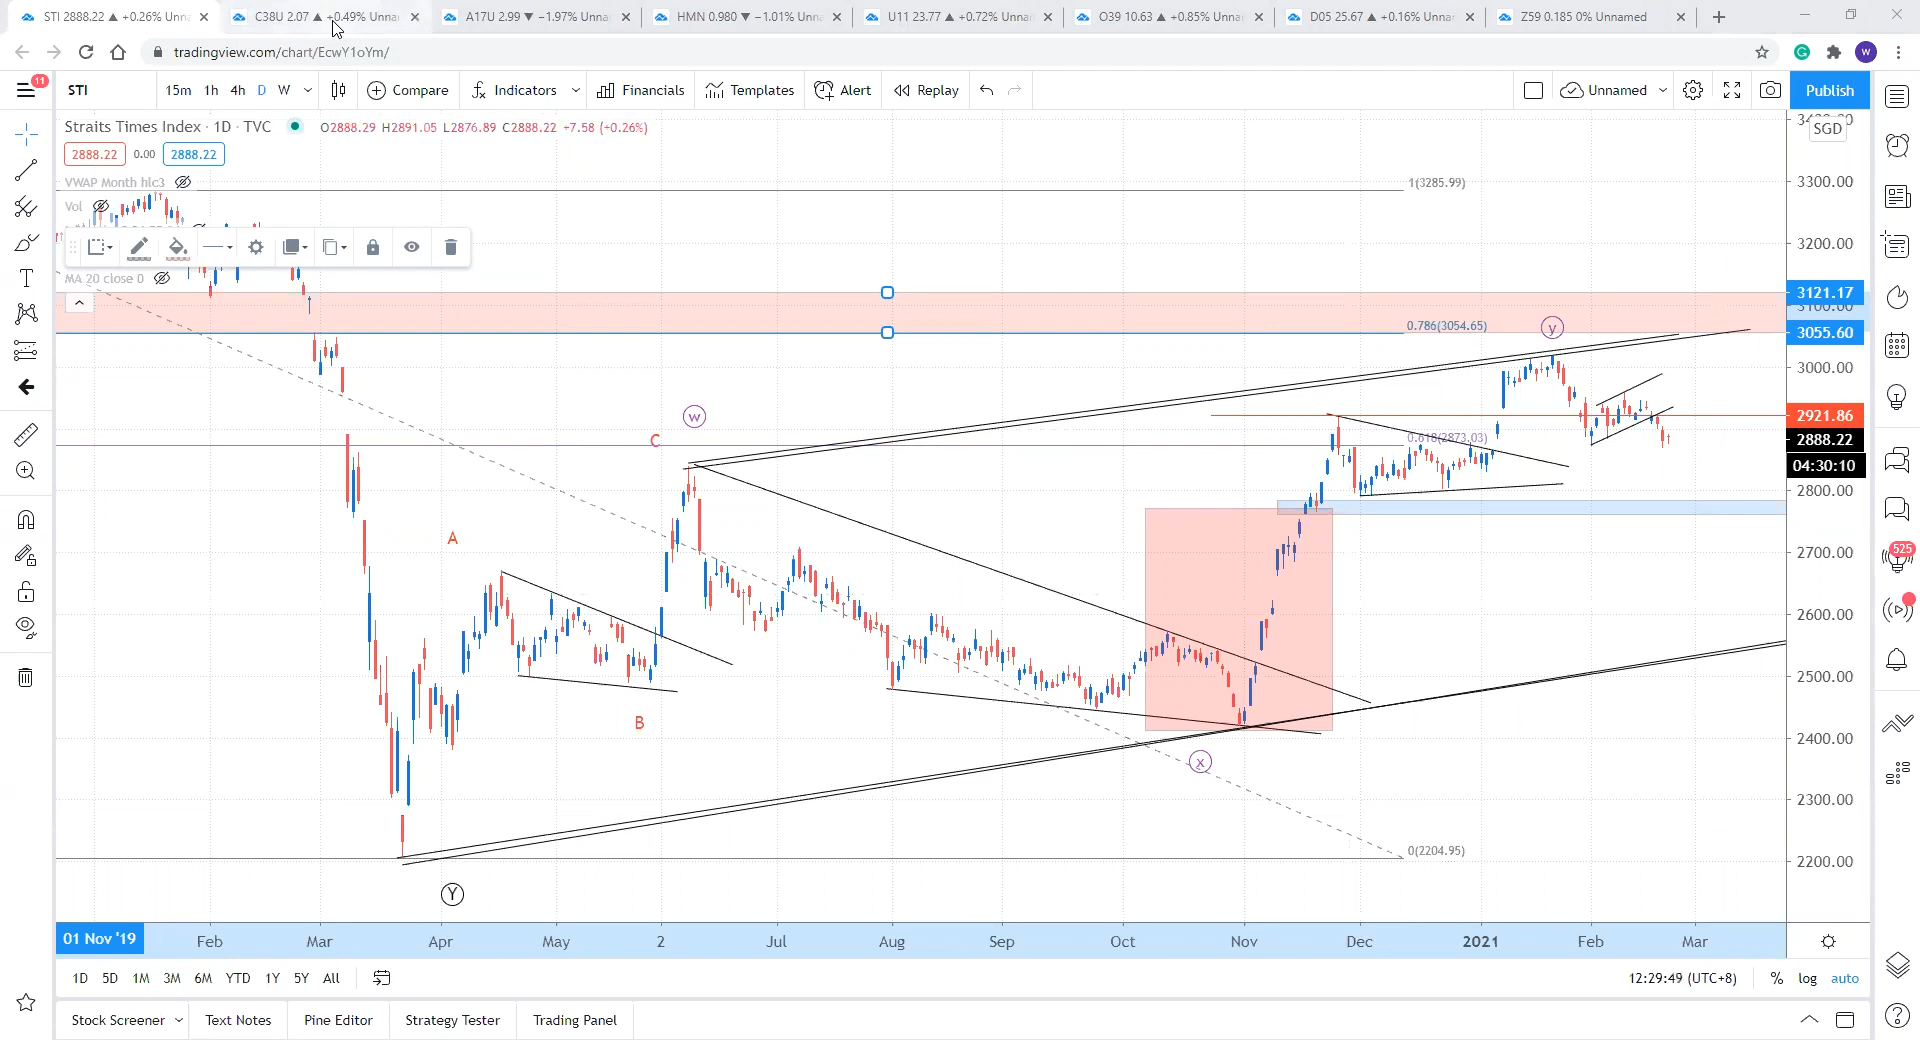 STI 2888.22 ▲ +0.26% Unna
C38U 2.07 ▲ +0.49% Unnar
A17U 2.99 ▼ −1.97% Unna
HMN 0.980 ▼ −1.01% Unna
U11 23.77 ▲ +0.72% Unna
O39 10.63 ▲ +0.85% Unna
D05 25.67 ▲ +0.16% Unna
Z59 0.185 0% Unnamed
tradingview.com/chart/EcwY1oYm/
W
11
STI
15m 1h 4h D W
Compare
Indicators
Financials
Templates
Alert
Replay
Unnamed
Publish
Straits Times Index · 1D · TVC
O2888.29 H2891.05 L2876.89 C2888.22 +7.58 (+0.26%)
SGD
2888.22 0.00 2888.22
VWAP Month hlc3
Vol
MA 20 close 0
1(3285.99)
0.786(3054.65)
0.618(2873.03)
0(2204.95)
A
B
C
w
x
y
Y
3300.00
3200.00
3121.17
3100.00
3055.60
3000.00
2921.86
2888.22
04:30:10
2800.00
2700.00
2600.00
2500.00
2400.00
2300.00
2200.00
525
01 Nov '19 Feb Mar Apr May 2 Jul Aug Sep Oct Nov Dec 2021 Feb Mar
1D 5D 1M 3M 6M YTD 1Y 5Y All
12:29:49 (UTC+8) % log auto
Stock Screener Text Notes Pine Editor Strategy Tester Trading Panel